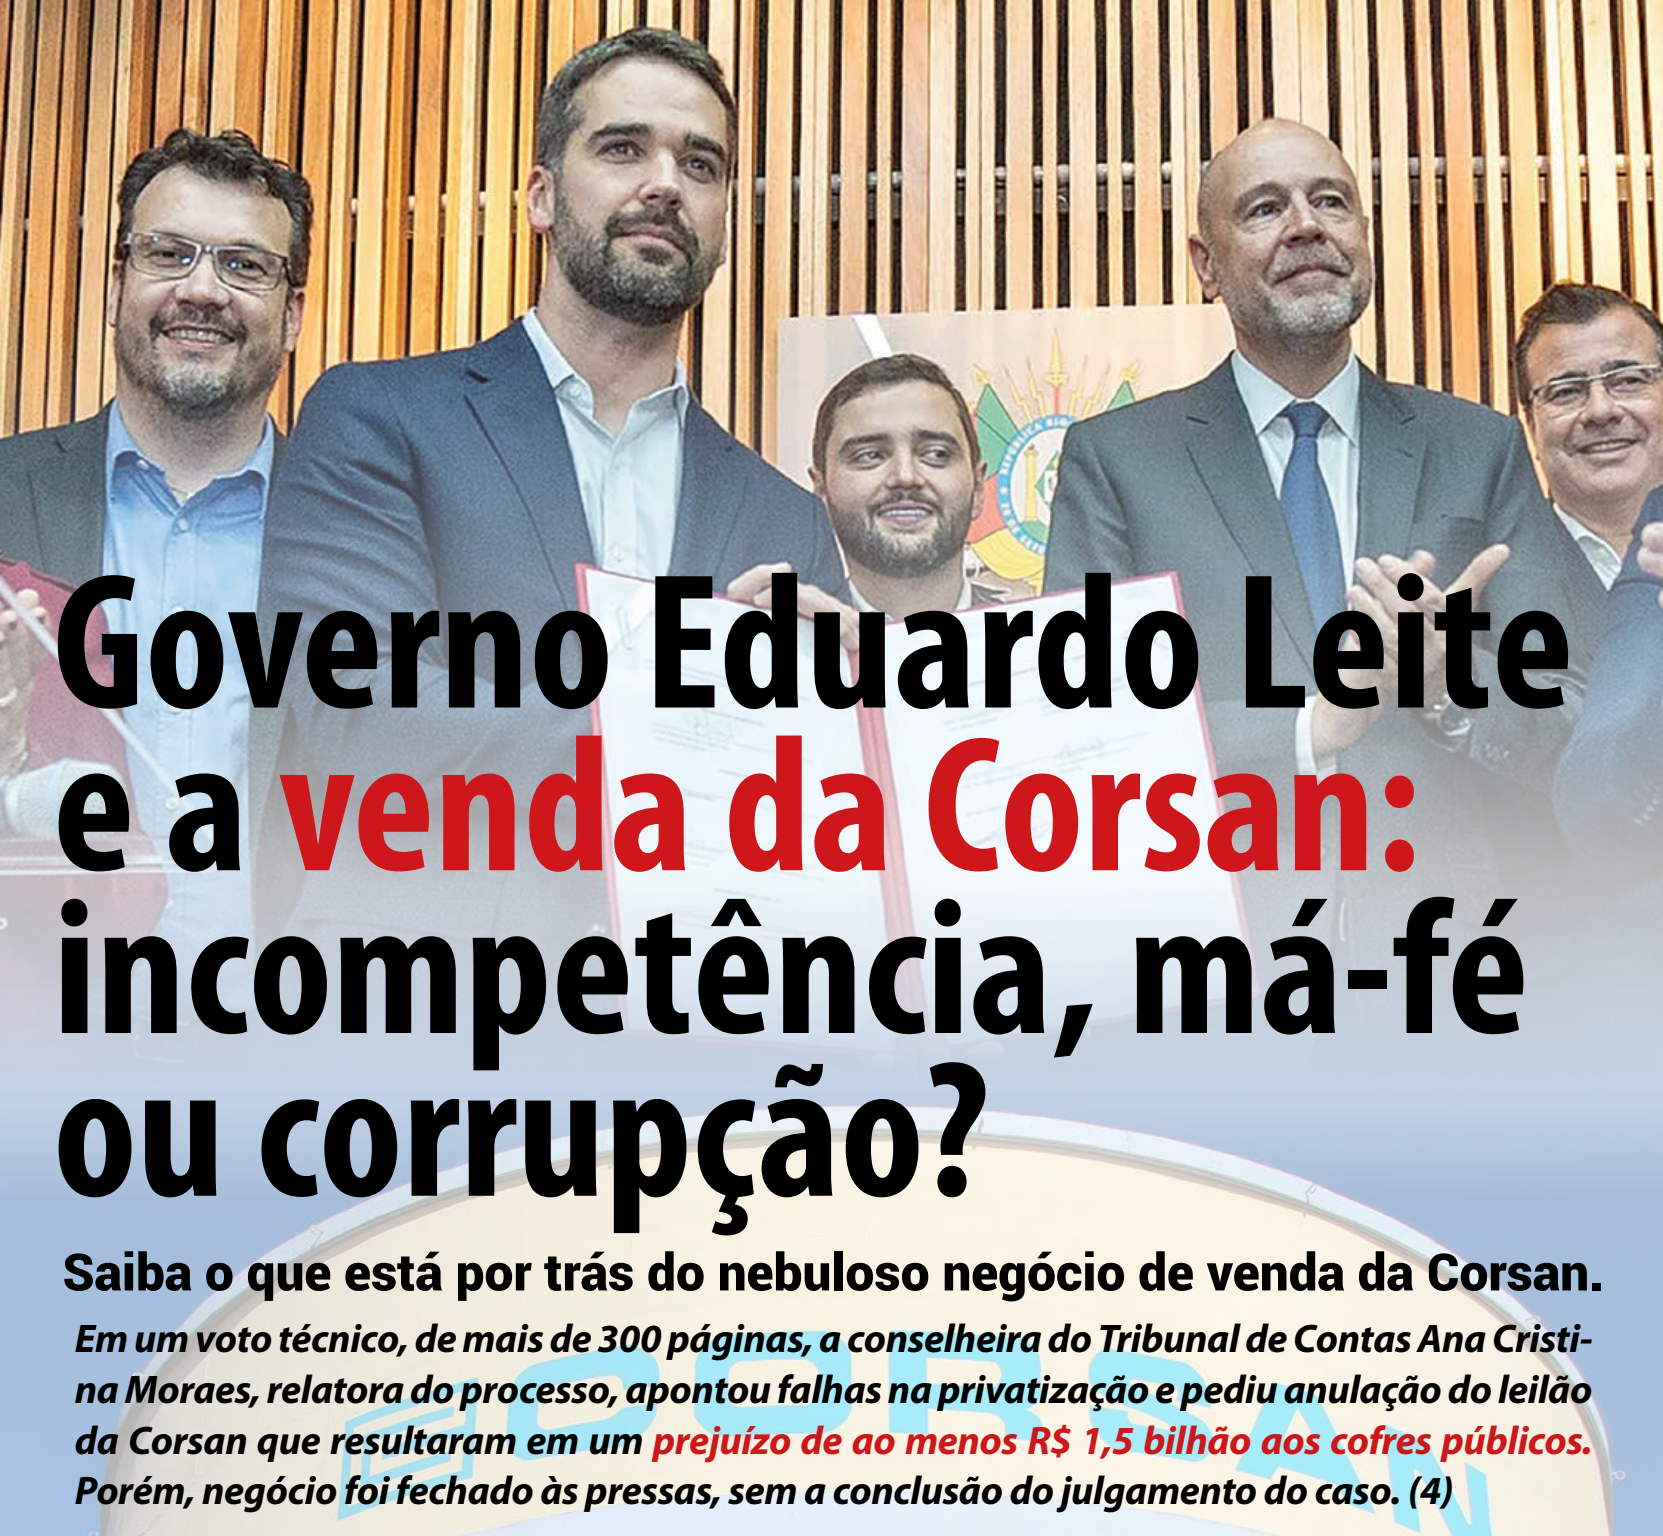 Governo Eduardo Leite
e a venda da Corsan:
incompetência, má-fé
ou corrupção?
Saiba o que está por trás do nebuloso negócio de venda da Corsan.
Em um voto técnico, de mais de 300 páginas, a conselheira do Tribunal de Contas Ana Cristi-
na Moraes, relatora do processo, apontou falhas na privatização e pediu anulação do leilão
da Corsan que resultaram em um prejuízo de ao menos R$ 1,5 bilhão aos cofres públicos.
Porém, negócio foi fechado às pressas, sem a conclusão do julgamento do caso. (4)
CORSAN